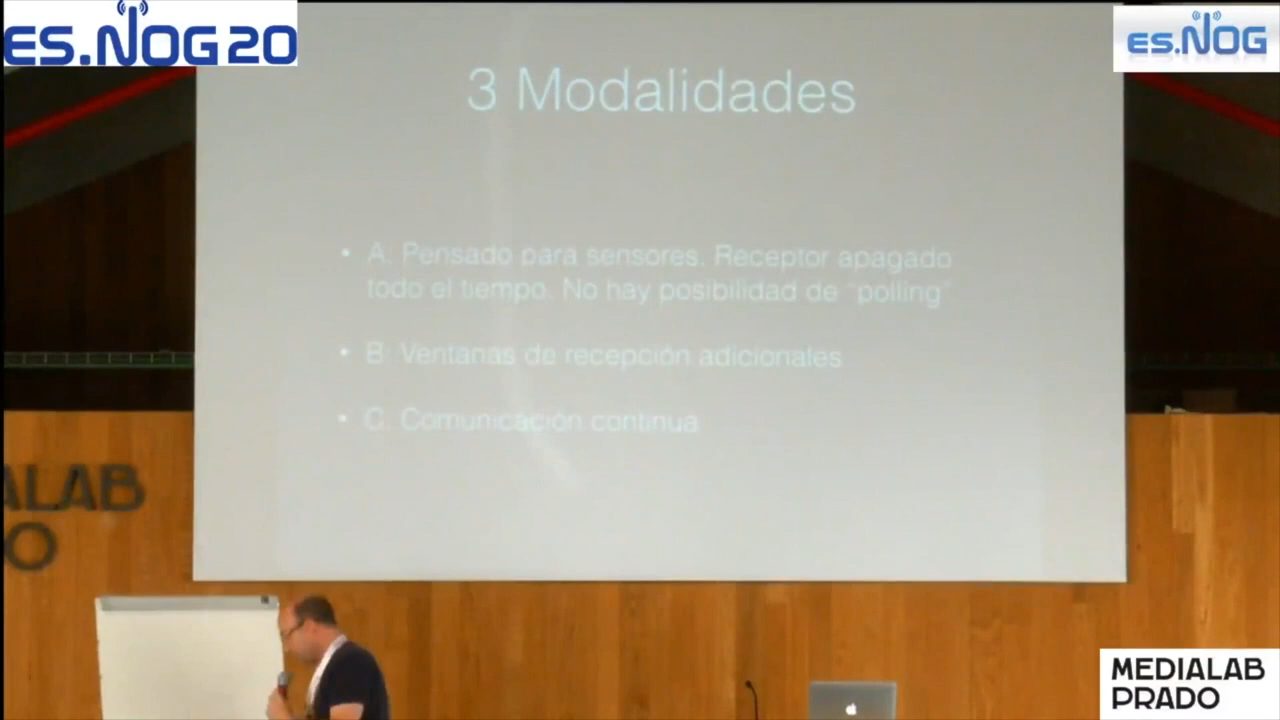 ES.NOG 20
ES.NOG
3 Modalidades
• A. Pensado para sensores. Receptor apagado
todo el tiempo. No hay posibilidad de "polling"
• B. Ventanas de recepción adicionales
• C. Comunicación continua
ALAB
O
MEDIALAB
PRADO